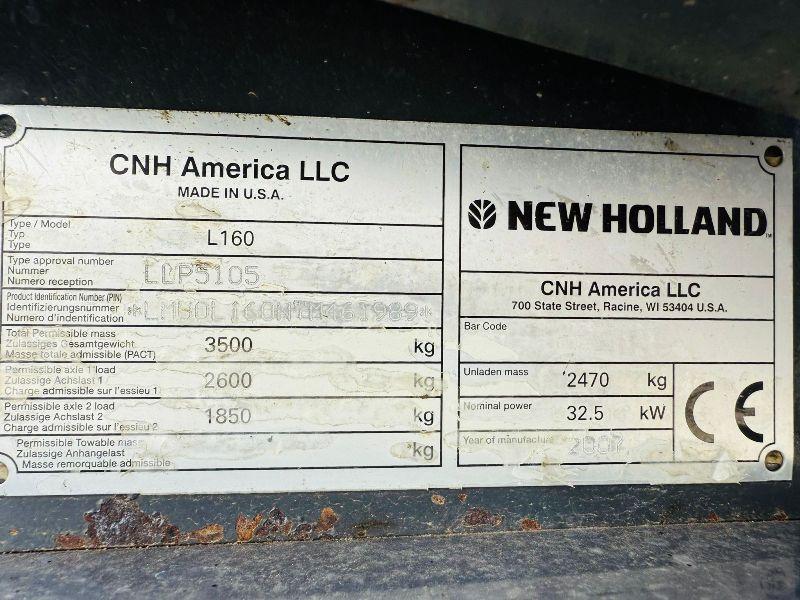 CNH America LLC
MADE IN U.S.A.
Type / Model
Typ
Type
L160
Type approval number
Nummer
Numero reception
LLP5105
Product Identification Number (PIN)
Identifizierungsnummer
Numero d'indentification
Total Permissible mass
Zulassiges Gesamtgewicht
Masse totale admissible (PACT)
3500 kg
Permissible axle 1 load
Zulassige Achslast 1
Charge admissible sur l'essieu 1
2600 kg
Permissible axle 2 load
Zulassige Achslast 2
Charge admissible sur l'essieu 2
1850 kg
Permissible Towable mass
Zulassige Anhangelast
Masse remorquable admissible
kg
NEW HOLLAND
TM
CNH America LLC
700 State Street, Racine, WI 53404 U.S.A.
Bar Code
Unladen mass 2470 kg
Nominal power 32.5 kW
Year of manufacture 2007
CE